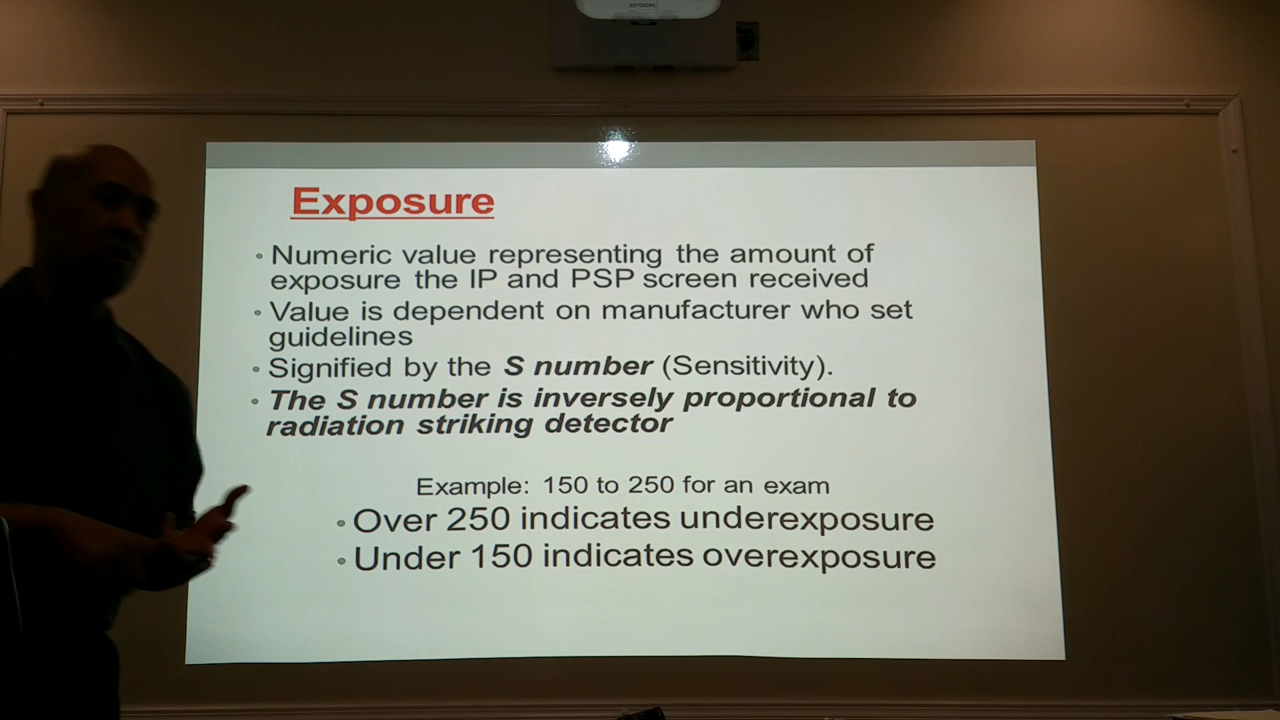 EPSON
Exposure
• Numeric value representing the amount of
exposure the IP and PSP screen received
• Value is dependent on manufacturer who set
guidelines
• Signified by the S number (Sensitivity).
• The S number is inversely proportional to
radiation striking detector
Example: 150 to 250 for an exam
• Over 250 indicates underexposure
• Under 150 indicates overexposure